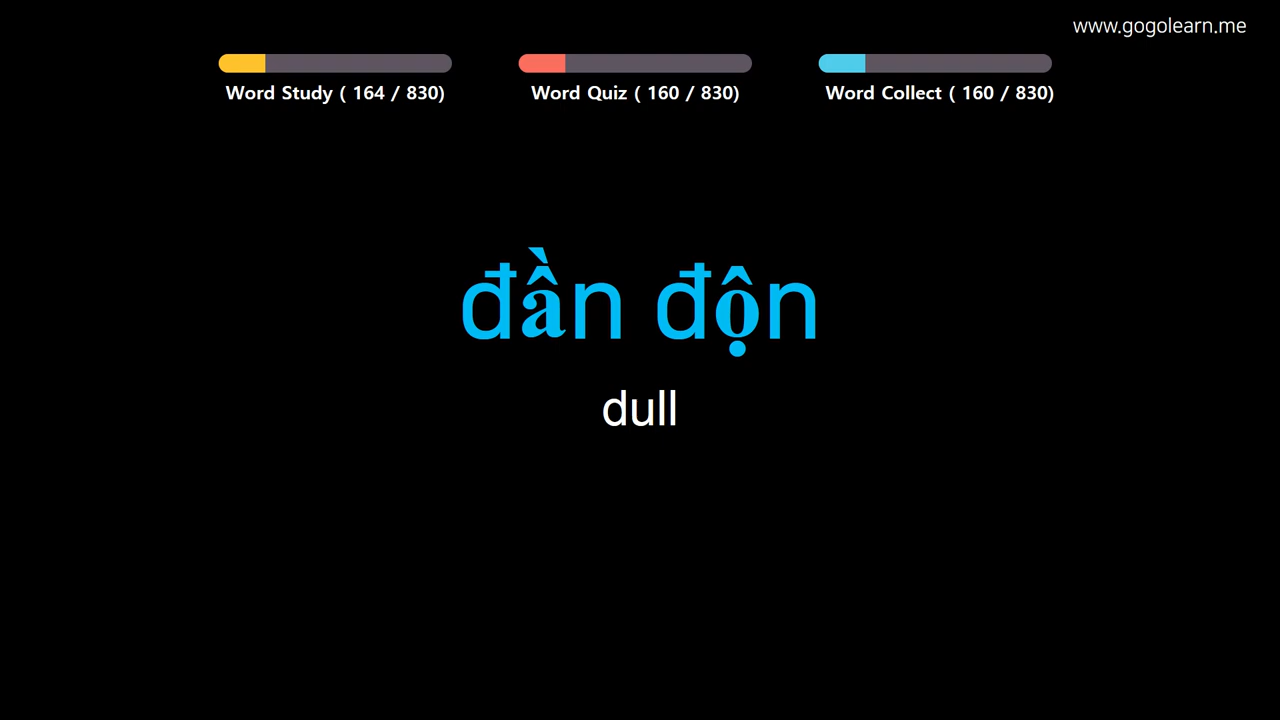 www.gogolearn.me
Word Study ( 164 / 830)
Word Quiz ( 160 / 830)
Word Collect ( 160 / 830)
đần độn
dull